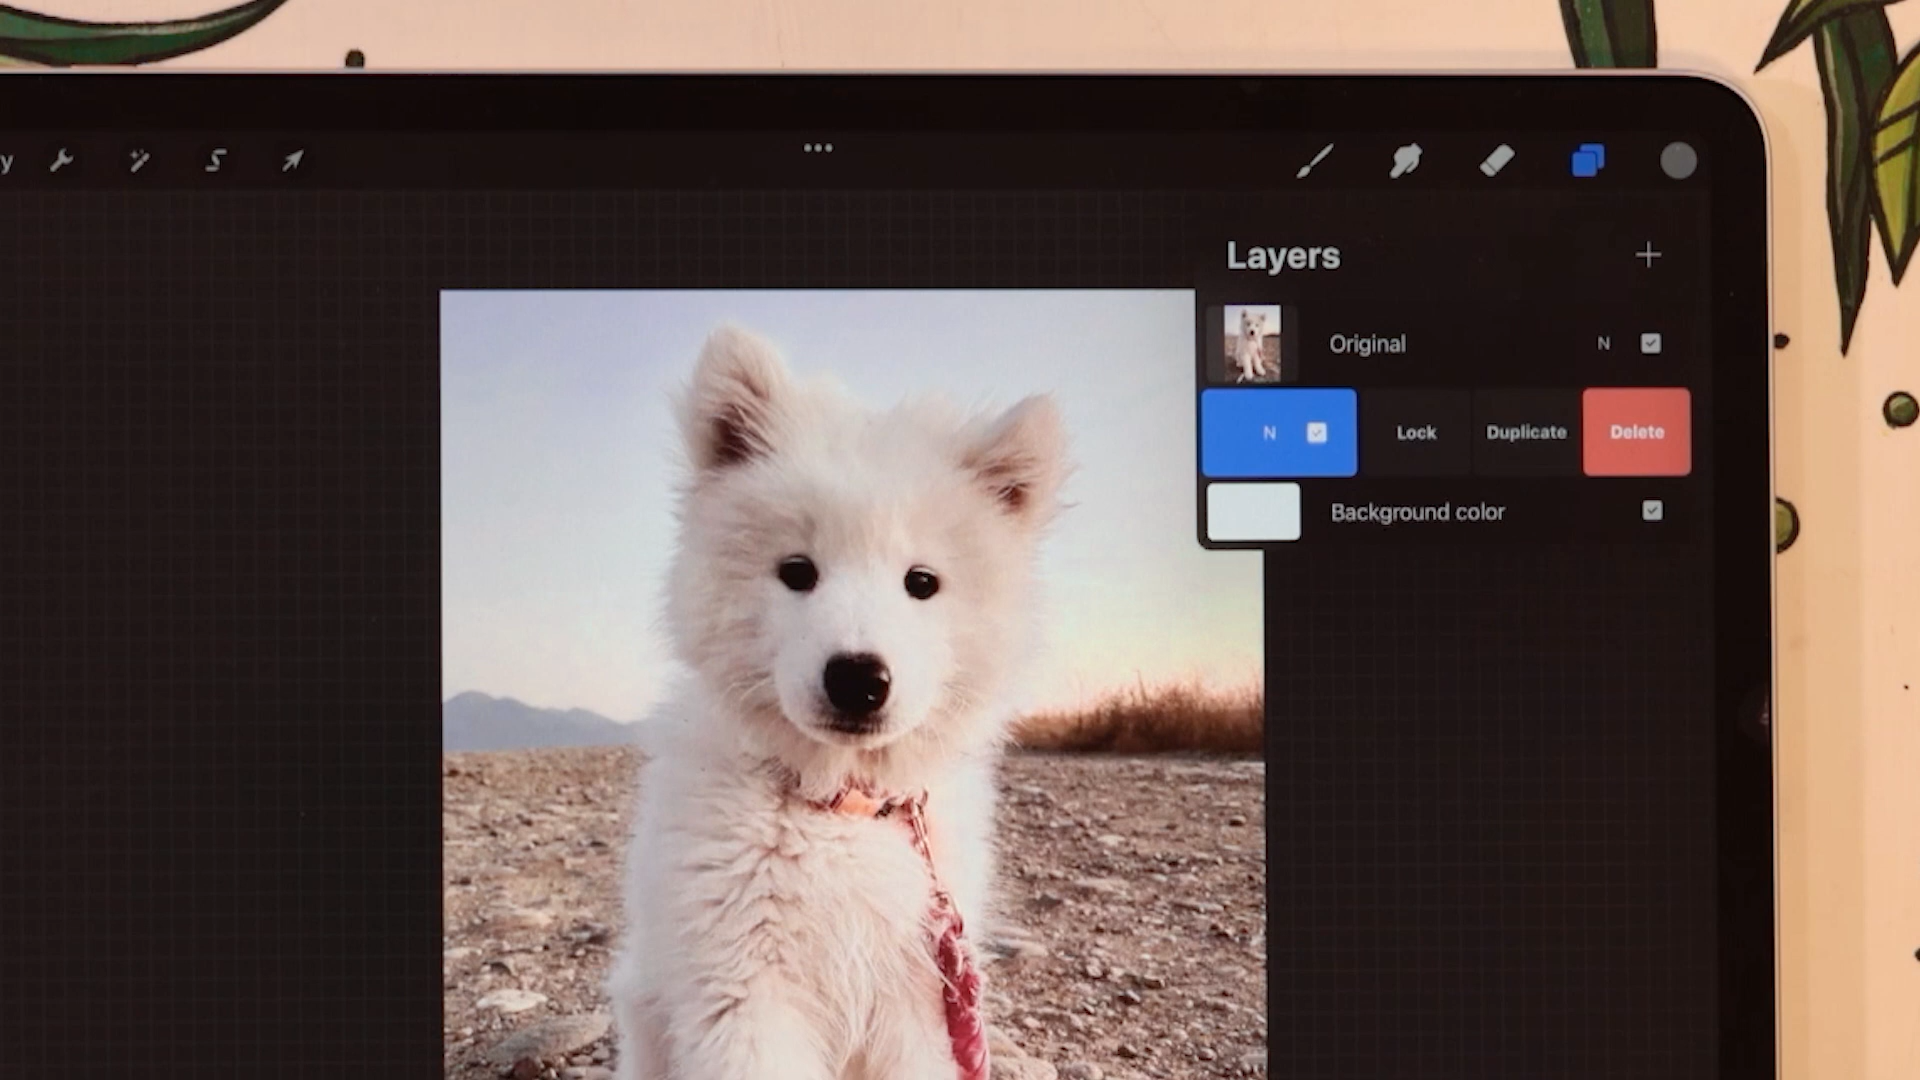 y
Layers
Original N
N Lock Duplicate Delete
Background color